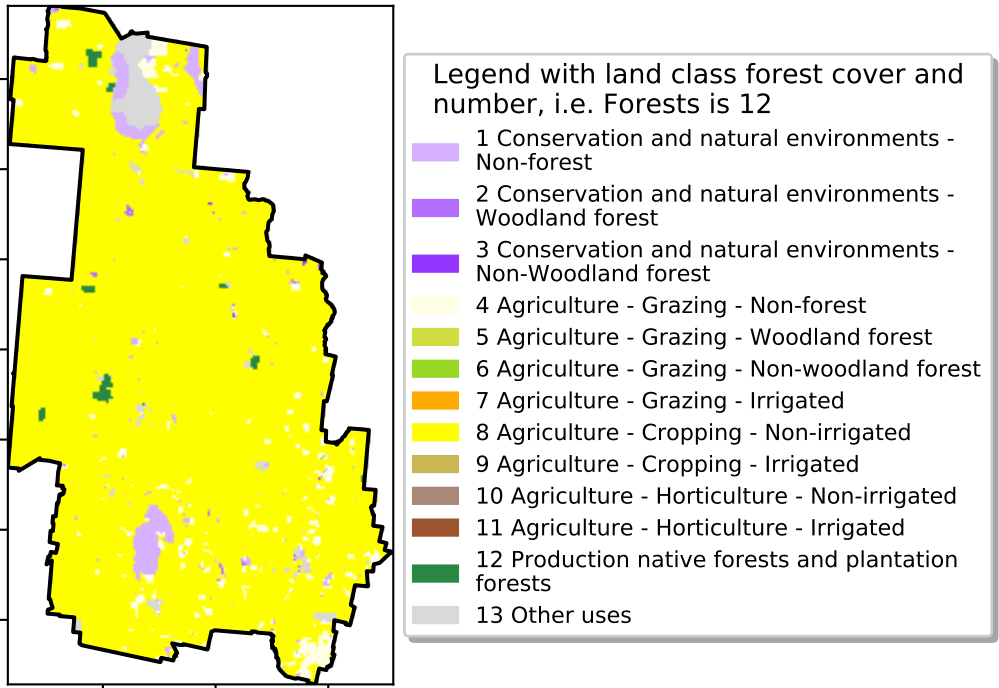 Legend with land class forest cover and
number, i.e. Forests is 12
1 Conservation and natural environments -
Non-forest
2 Conservation and natural environments -
Woodland forest
3 Conservation and natural environments -
Non-Woodland forest
4 Agriculture - Grazing - Non-forest
5 Agriculture - Grazing - Woodland forest
6 Agriculture - Grazing - Non-woodland forest
7 Agriculture - Grazing - Irrigated
8 Agriculture - Cropping - Non-irrigated
9 Agriculture - Cropping - Irrigated
10 Agriculture - Horticulture - Non-irrigated
11 Agriculture - Horticulture - Irrigated
12 Production native forests and plantation
forests
13 Other uses